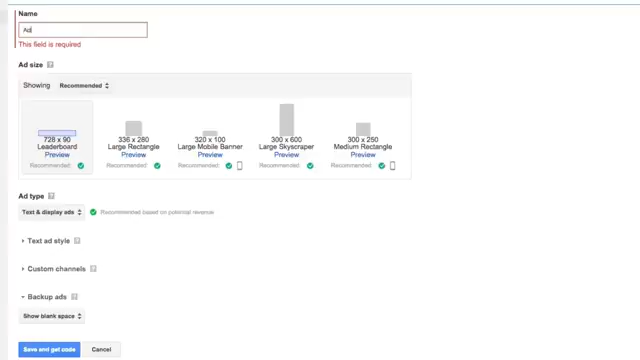 Name
Ad
This field is required
Ad size ?
Showing Recommended
728 x 90 336 x 280 320 x 100 300 x 600 300 x 250
Leaderboard Large Rectangle Large Mobile Banner Large Skyscraper Medium Rectangle
Preview Preview Preview Preview Preview
Recommended: Recommended: Recommended: Recommended: Recommended:
Ad type ?
Text & display ads Recommended based on potential revenue
Text ad style ?
Custom channels ?
Backup ads ?
Show blank space
Save and get code Cancel